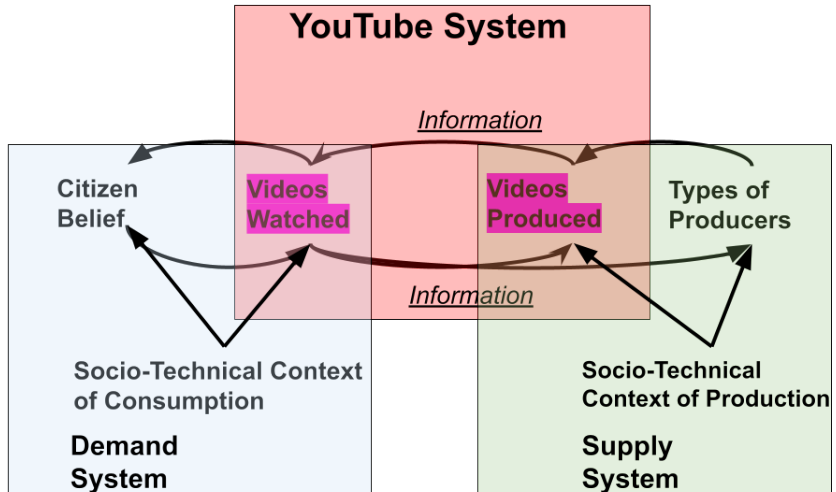 YouTube System
Information
Citizen
Belief
Videos
Watched
Videos
Produced
Types of
Producers
Information
Socio-Technical Context
of Consumption
Socio-Technical
Context of Production
Demand
System
Supply
System